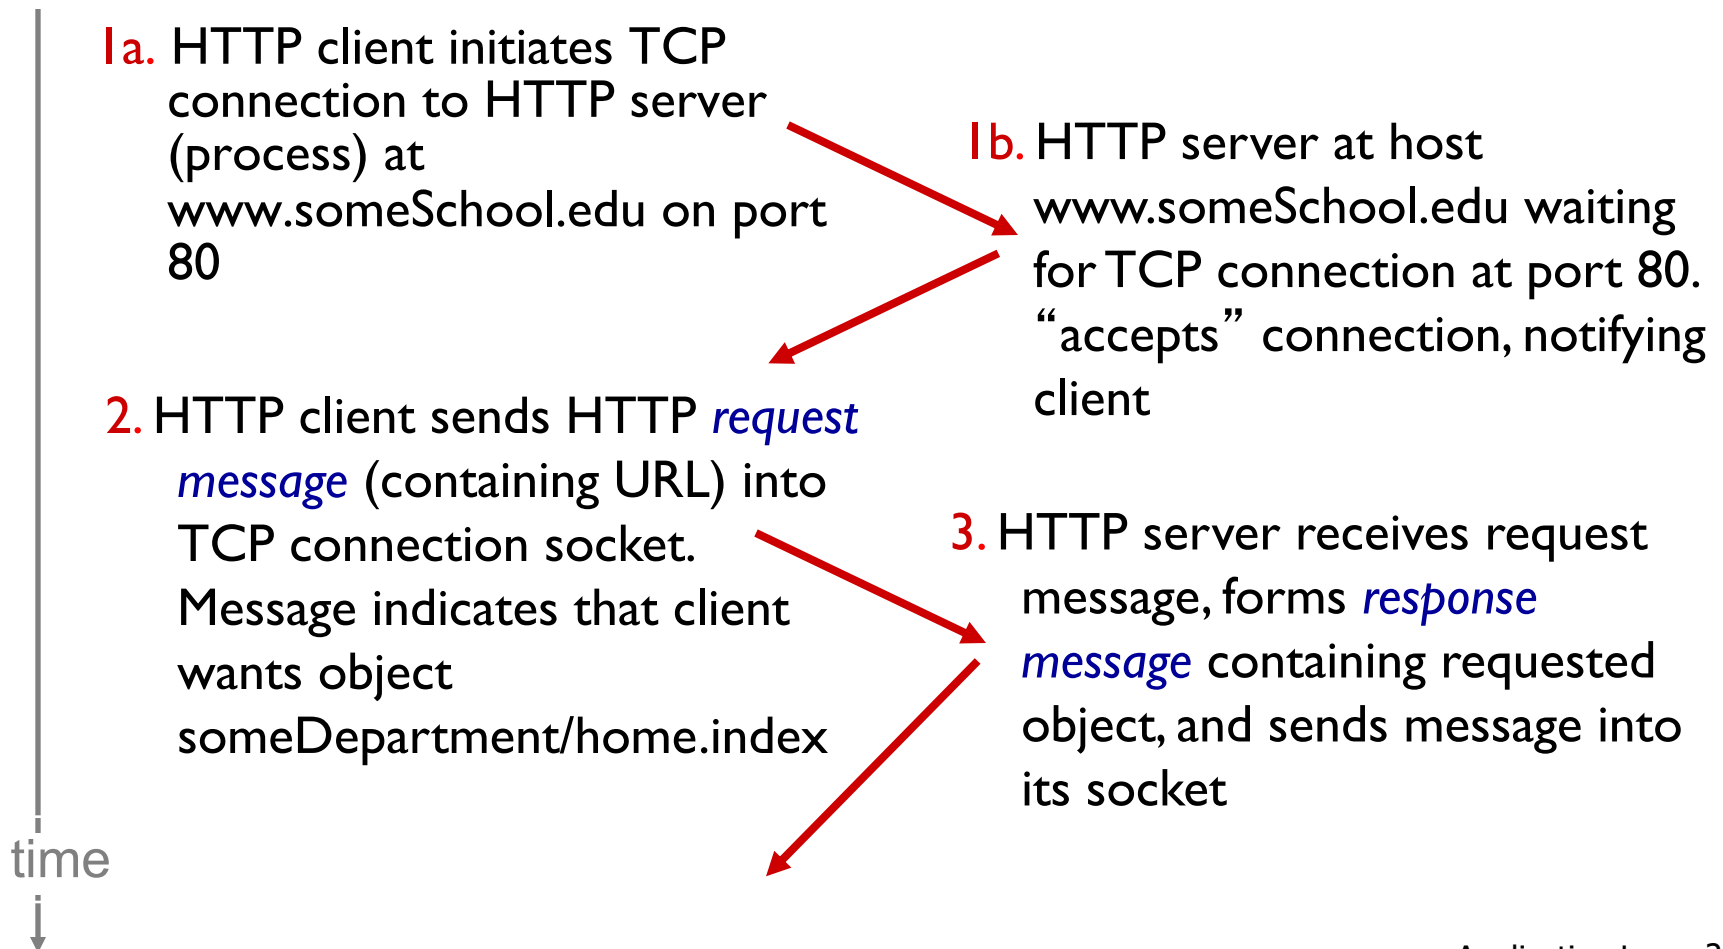 1a. HTTP client initiates TCP
connection to HTTP server
(process) at
www.someSchool.edu on port
80
1b. HTTP server at host
www.someSchool.edu waiting
for TCP connection at port 80.
“accepts” connection, notifying
client
2. HTTP client sends HTTP request
message (containing URL) into
TCP connection socket.
Message indicates that client
wants object
someDepartment/home.index
3. HTTP server receives request
message, forms response
message containing requested
object, and sends message into
its socket
time
Application